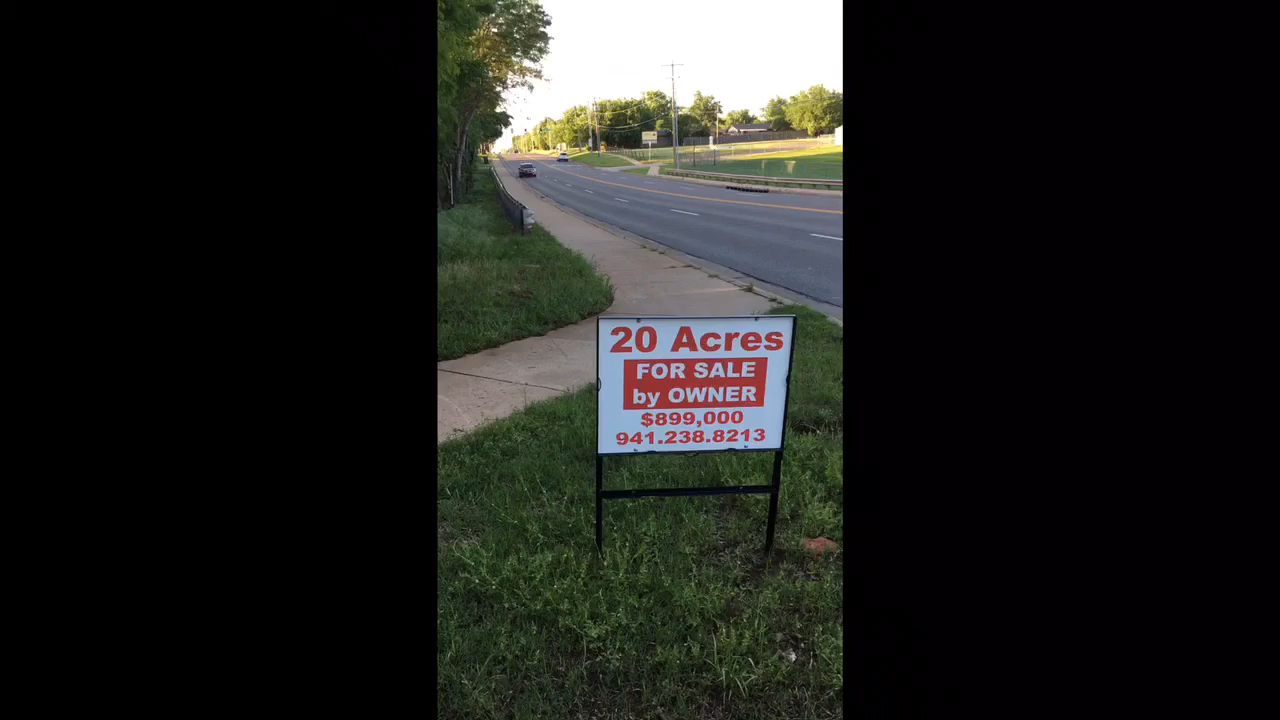 20 Acres
FOR SALE
by OWNER
$899,000
941.238.8213